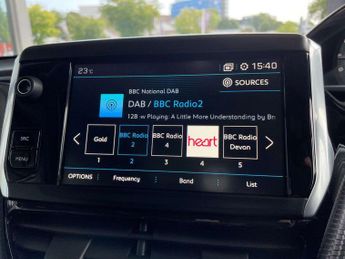 23°C
15:40
SOURCES
BBC National DAB
DAB / BBC Radio2
12B -w Playing: A Little More Understanding by Br
SRC
MENU
Gold
BBC Radio 2
BBC Radio 4
heart
BBC Radio Devon
1
2
3
4
5
OPTIONS
Frequency
Band
List